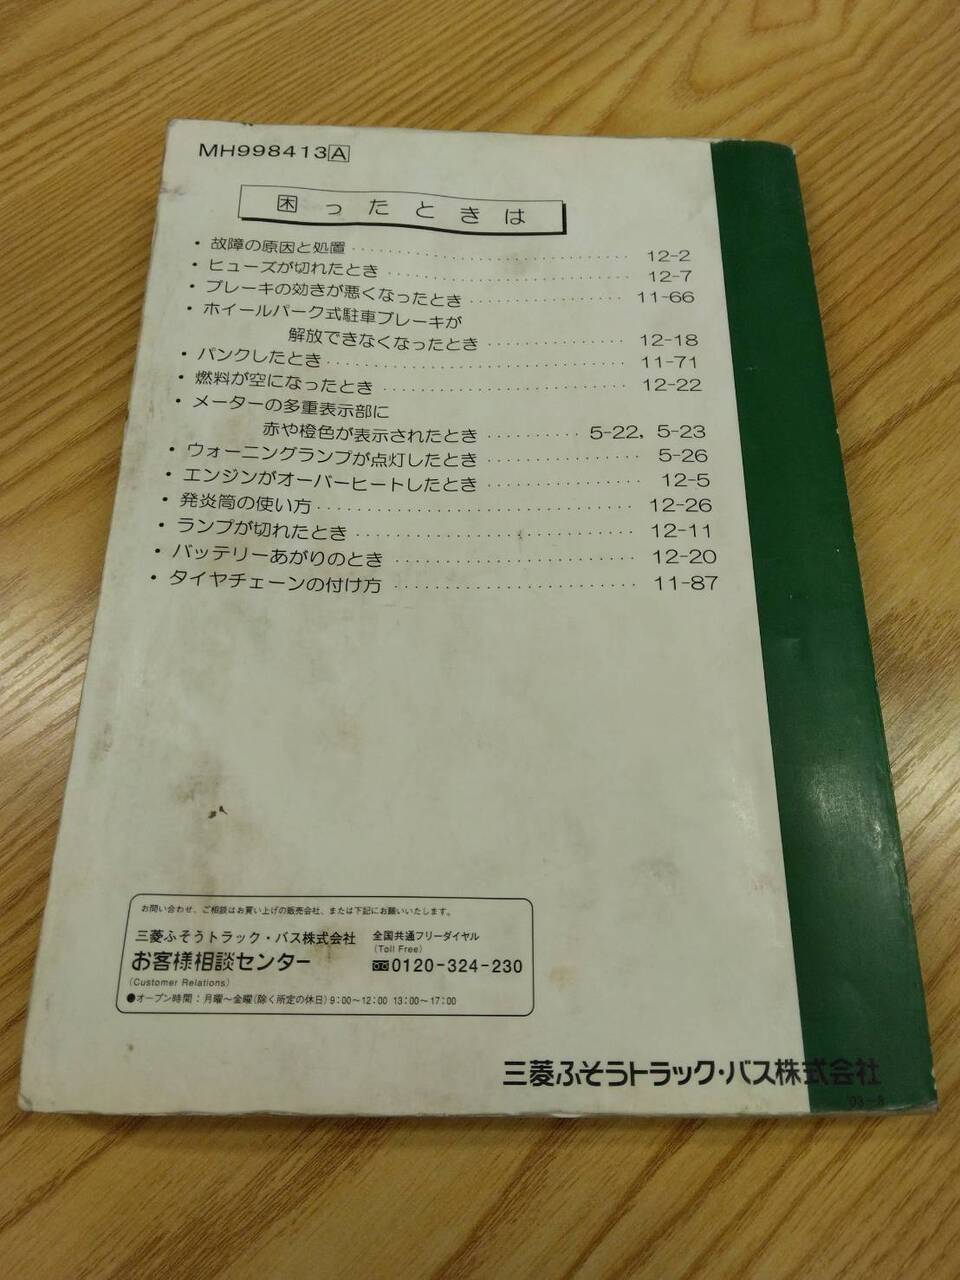 MH998413A
困ったときは
・故障の原因と処置 ‥‥‥‥‥‥‥‥‥‥ 12-2
・ヒューズが切れたとき ‥‥‥‥‥‥‥‥‥ 12-7
・ブレーキの効きが悪くなったとき ‥‥‥‥‥‥ 11-66
・ホイールパーク式駐車ブレーキが
解放できなくなったとき ‥‥‥‥‥‥ 12-18
・パンクしたとき ‥‥‥‥‥‥‥‥‥‥‥ 11-71
・燃料が空になったとき ‥‥‥‥‥‥‥‥‥ 12-22
・メーターの多重表示部に
赤や橙色が表示されたとき ‥‥‥‥ 5-22, 5-23
・ウォーニングランプが点灯したとき ‥‥‥‥‥‥ 5-26
・エンジンがオーバーヒートしたとき ‥‥‥‥‥‥ 12-5
・発炎筒の使い方 ‥‥‥‥‥‥‥‥‥‥‥ 12-26
・ランプが切れたとき ‥‥‥‥‥‥‥‥‥‥ 12-11
・バッテリーあがりのとき ‥‥‥‥‥‥‥‥‥ 12-20
・タイヤチェーンの付け方 ‥‥‥‥‥‥‥‥‥ 11-87
お問い合わせ、ご相談はお買い上げの販売会社、または下記にお願いいたします。
三菱ふそうトラック・バス株式会社 全国共通フリーダイヤル
(Toll Free)
お客様相談センター 0120-324-230
(Customer Relations)
●オープン時間：月曜～金曜(除く所定の休日) 9:00～12:00 13:00～17:00
三菱ふそうトラック・バス株式会社
'03-8